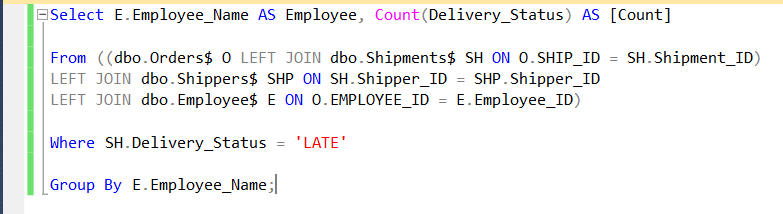 Select E.Employee_Name AS Employee, Count(Delivery_Status) AS [Count]
From ((dbo.Orders$ O LEFT JOIN dbo.Shipments$ SH ON O.SHIP_ID = SH.Shipment_ID)
LEFT JOIN dbo.Shippers$ SHP ON SH.Shipper_ID = SHP.Shipper_ID
LEFT JOIN dbo.Employee$ E ON O.EMPLOYEE_ID = E.Employee_ID)
Where SH.Delivery_Status = 'LATE'
Group By E.Employee_Name;